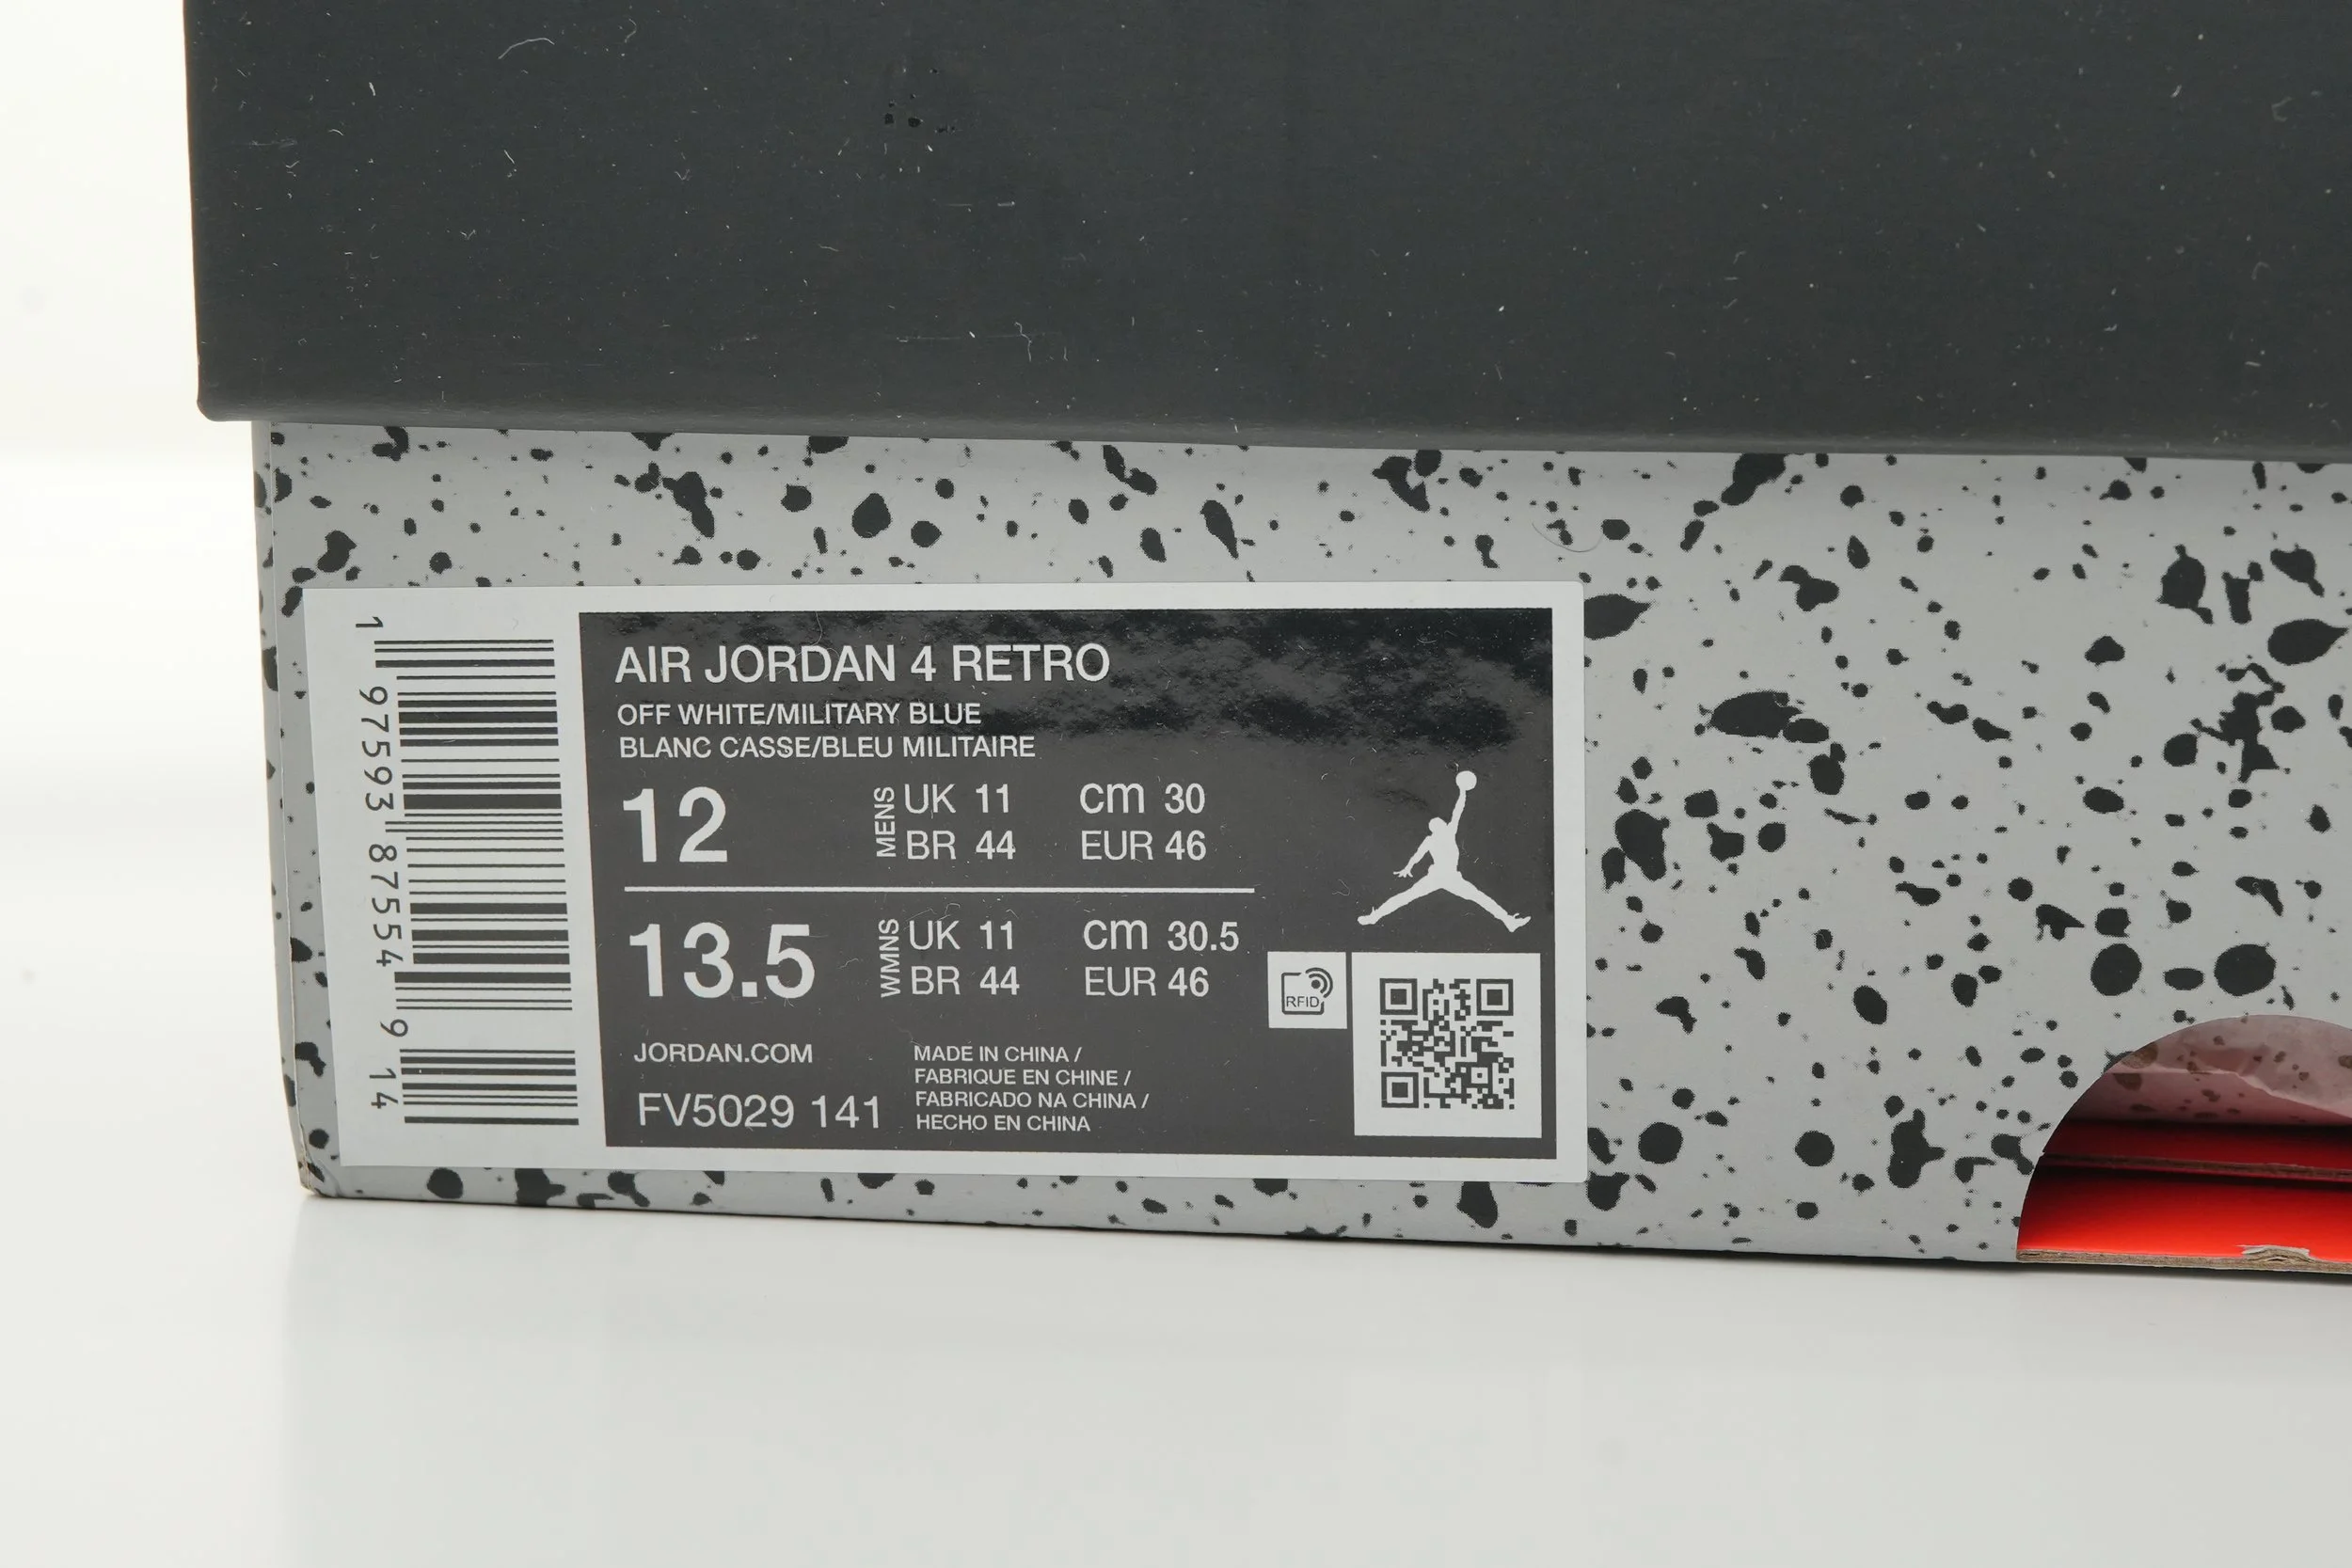 1 97593 87554 9 14
AIR JORDAN 4 RETRO
OFF WHITE/MILITARY BLUE
BLANC CASSE/BLEU MILITAIRE
12 MENS UK 11 cm 30
BR 44 EUR 46
13.5 WMNS UK 11 cm 30.5
BR 44 EUR 46
RFID
JORDAN.COM
FV5029 141
MADE IN CHINA /
FABRIQUE EN CHINE /
FABRICADO NA CHINA /
HECHO EN CHINA